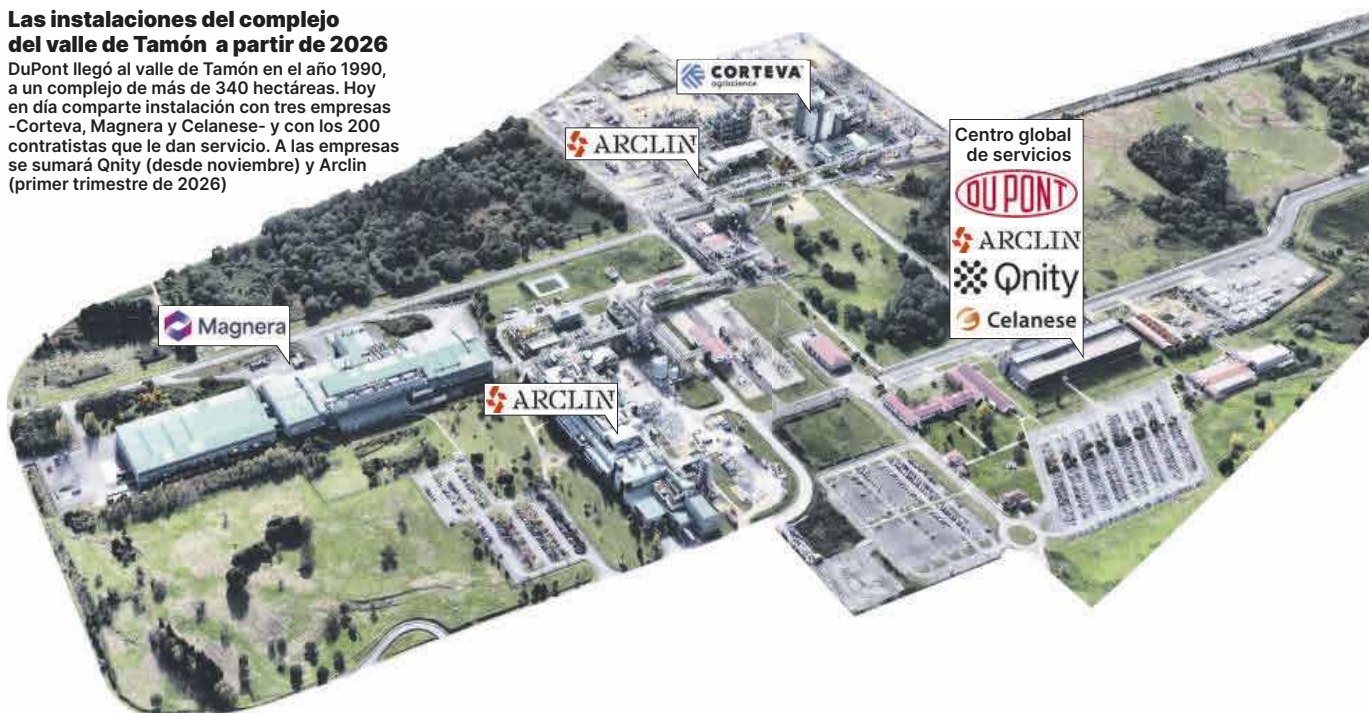 Las instalaciones del complejo
del valle de Tamón a partir de 2026
DuPont llegó al valle de Tamón en el año 1990,
a un complejo de más de 340 hectáreas. Hoy
en día comparte instalación con tres empresas
-Corteva, Magnera y Celanese- y con los 200
contratistas que le dan servicio. A las empresas
se sumará Qnity (desde noviembre) y Arclin
(primer trimestre de 2026)
CORTEVA
agriscience
ARCLIN
Centro global
de servicios
DUPONT
ARCLIN
Qnity
Celanese
Magnera
ARCLIN